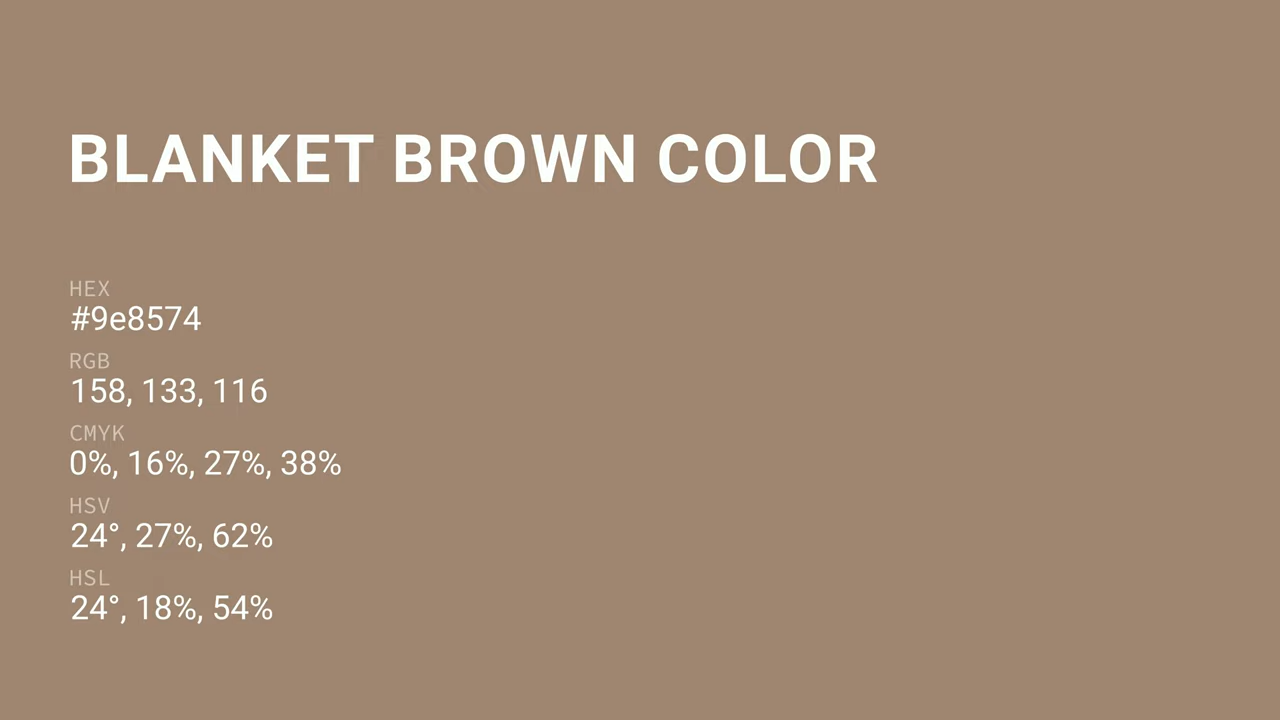 BLANKET BROWN COLOR
HEX
#9e8574
RGB
158, 133, 116
CMYK
0%, 16%, 27%, 38%
HSV
24°, 27%, 62%
HSL
24°, 18%, 54%